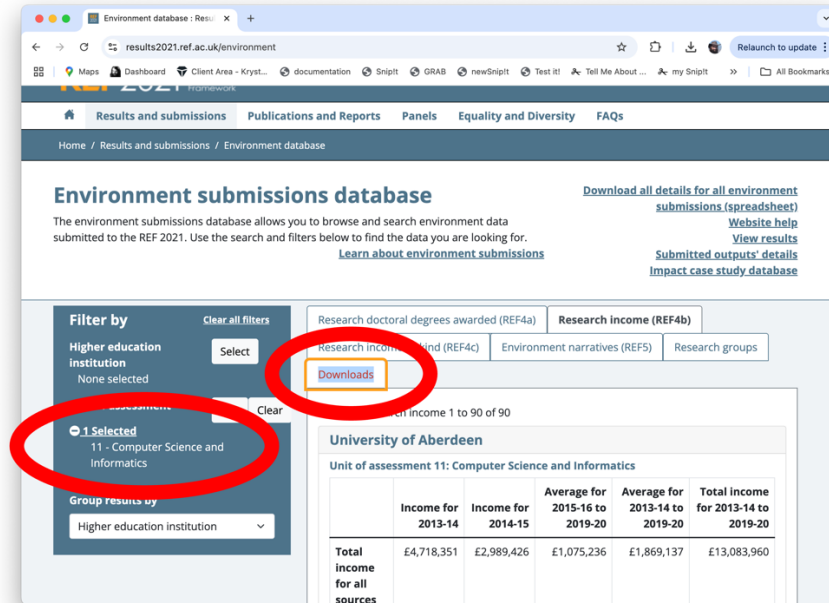 Environment database : Resu
results2021.ref.ac.uk/environment
Relaunch to update
Maps Dashboard Client Area - Kryst... documentation SnipIt GRAB newSnip!t Test it! Tell Me About ... my Snip!t » All Bookmarks
Framework
Results and submissions Publications and Reports Panels Equality and Diversity FAQs
Home / Results and submissions / Environment database
Environment submissions database
The environment submissions database allows you to browse and search environment data
submitted to the REF 2021. Use the search and filters below to find the data you are looking for.
Learn about environment submissions
Download all details for all environment
submissions (spreadsheet)
Website help
View results
Submitted outputs' details
Impact case study database
Filter by Clear all filters
Higher education
institution
Select
None selected
assessment
Clear
1 Selected
11 - Computer Science and
Informatics
Group results by
Higher education institution
Research doctoral degrees awarded (REF4a) Research income (REF4b)
Research income (REF4c) Environment narratives (REF5) Research groups
Downloads
income 1 to 90 of 90
University of Aberdeen
Unit of assessment 11: Computer Science and Informatics
Income for 2013-14
Income for 2014-15
Average for 2015-16 to 2019-20
Average for 2013-14 to 2019-20
Total income for 2013-14 to 2019-20
Total income for all sources
£4,718,351 £2,989,426 £1,075,236 £1,869,137 £13,083,960